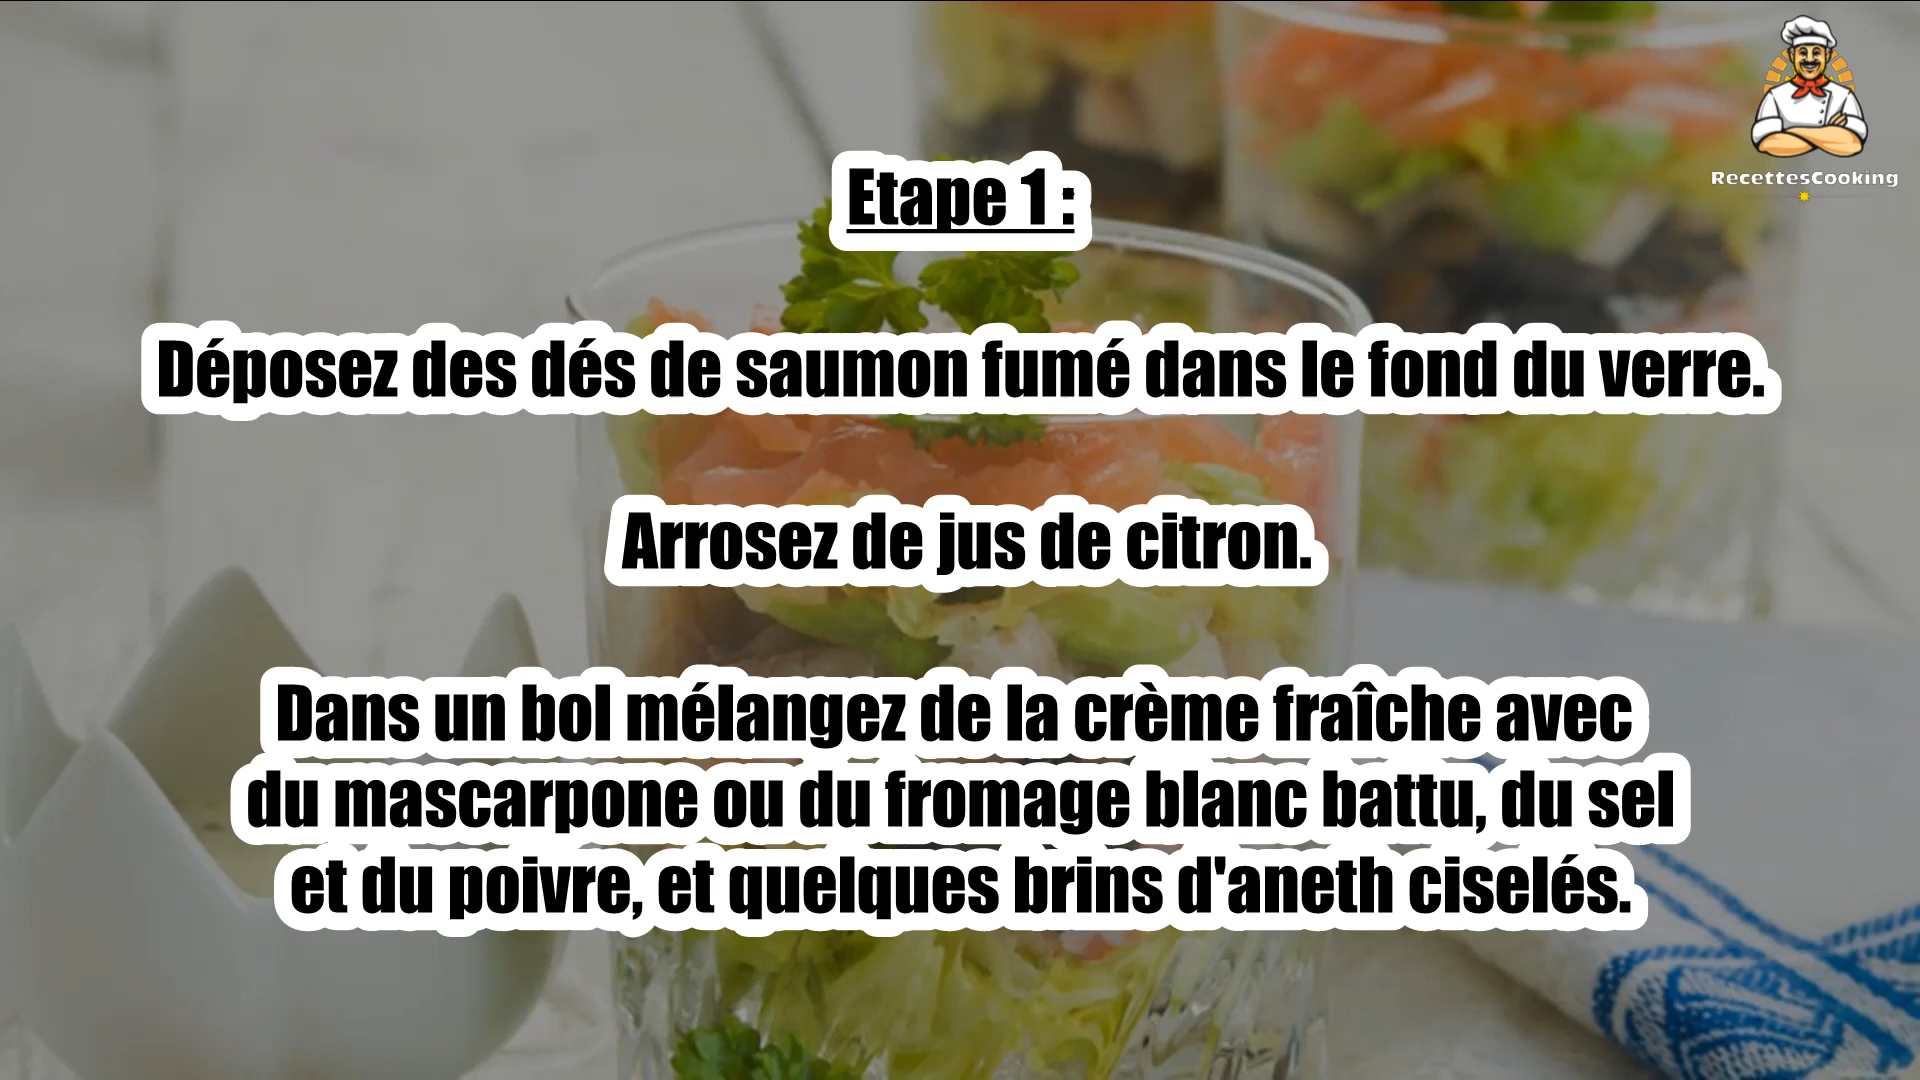 RecettesCooking
Etape 1 :
Déposez des dés de saumon fumé dans le fond du verre.
Arrosez de jus de citron.
Dans un bol mélangez de la crème fraîche avec
du mascarpone ou du fromage blanc battu, du sel
et du poivre, et quelques brins d'aneth ciselés.